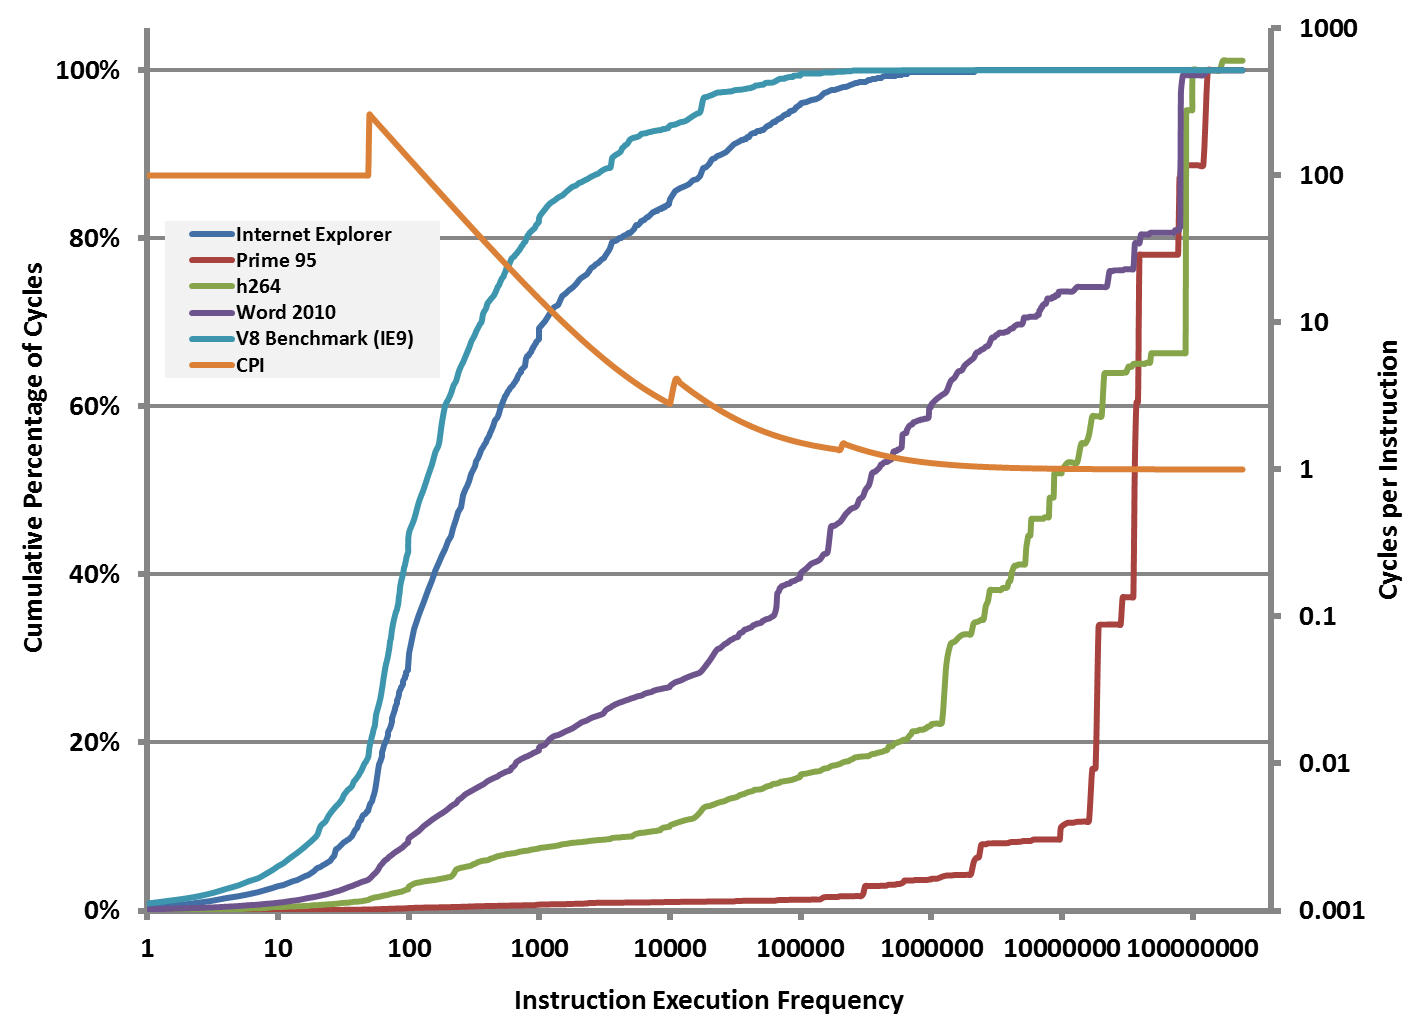 1000
100%
100
80%
Internet Explorer
Prime 95
h264
Word 2010
V8 Benchmark (IE9)
CPI
10
60%
1
40%
0.1
20%
0.01
0%
0.001
Cumulative Percentage of Cycles
Cycles per Instruction
1 10 100 1000 10000 100000 1000000 10000000 100000000
Instruction Execution Frequency